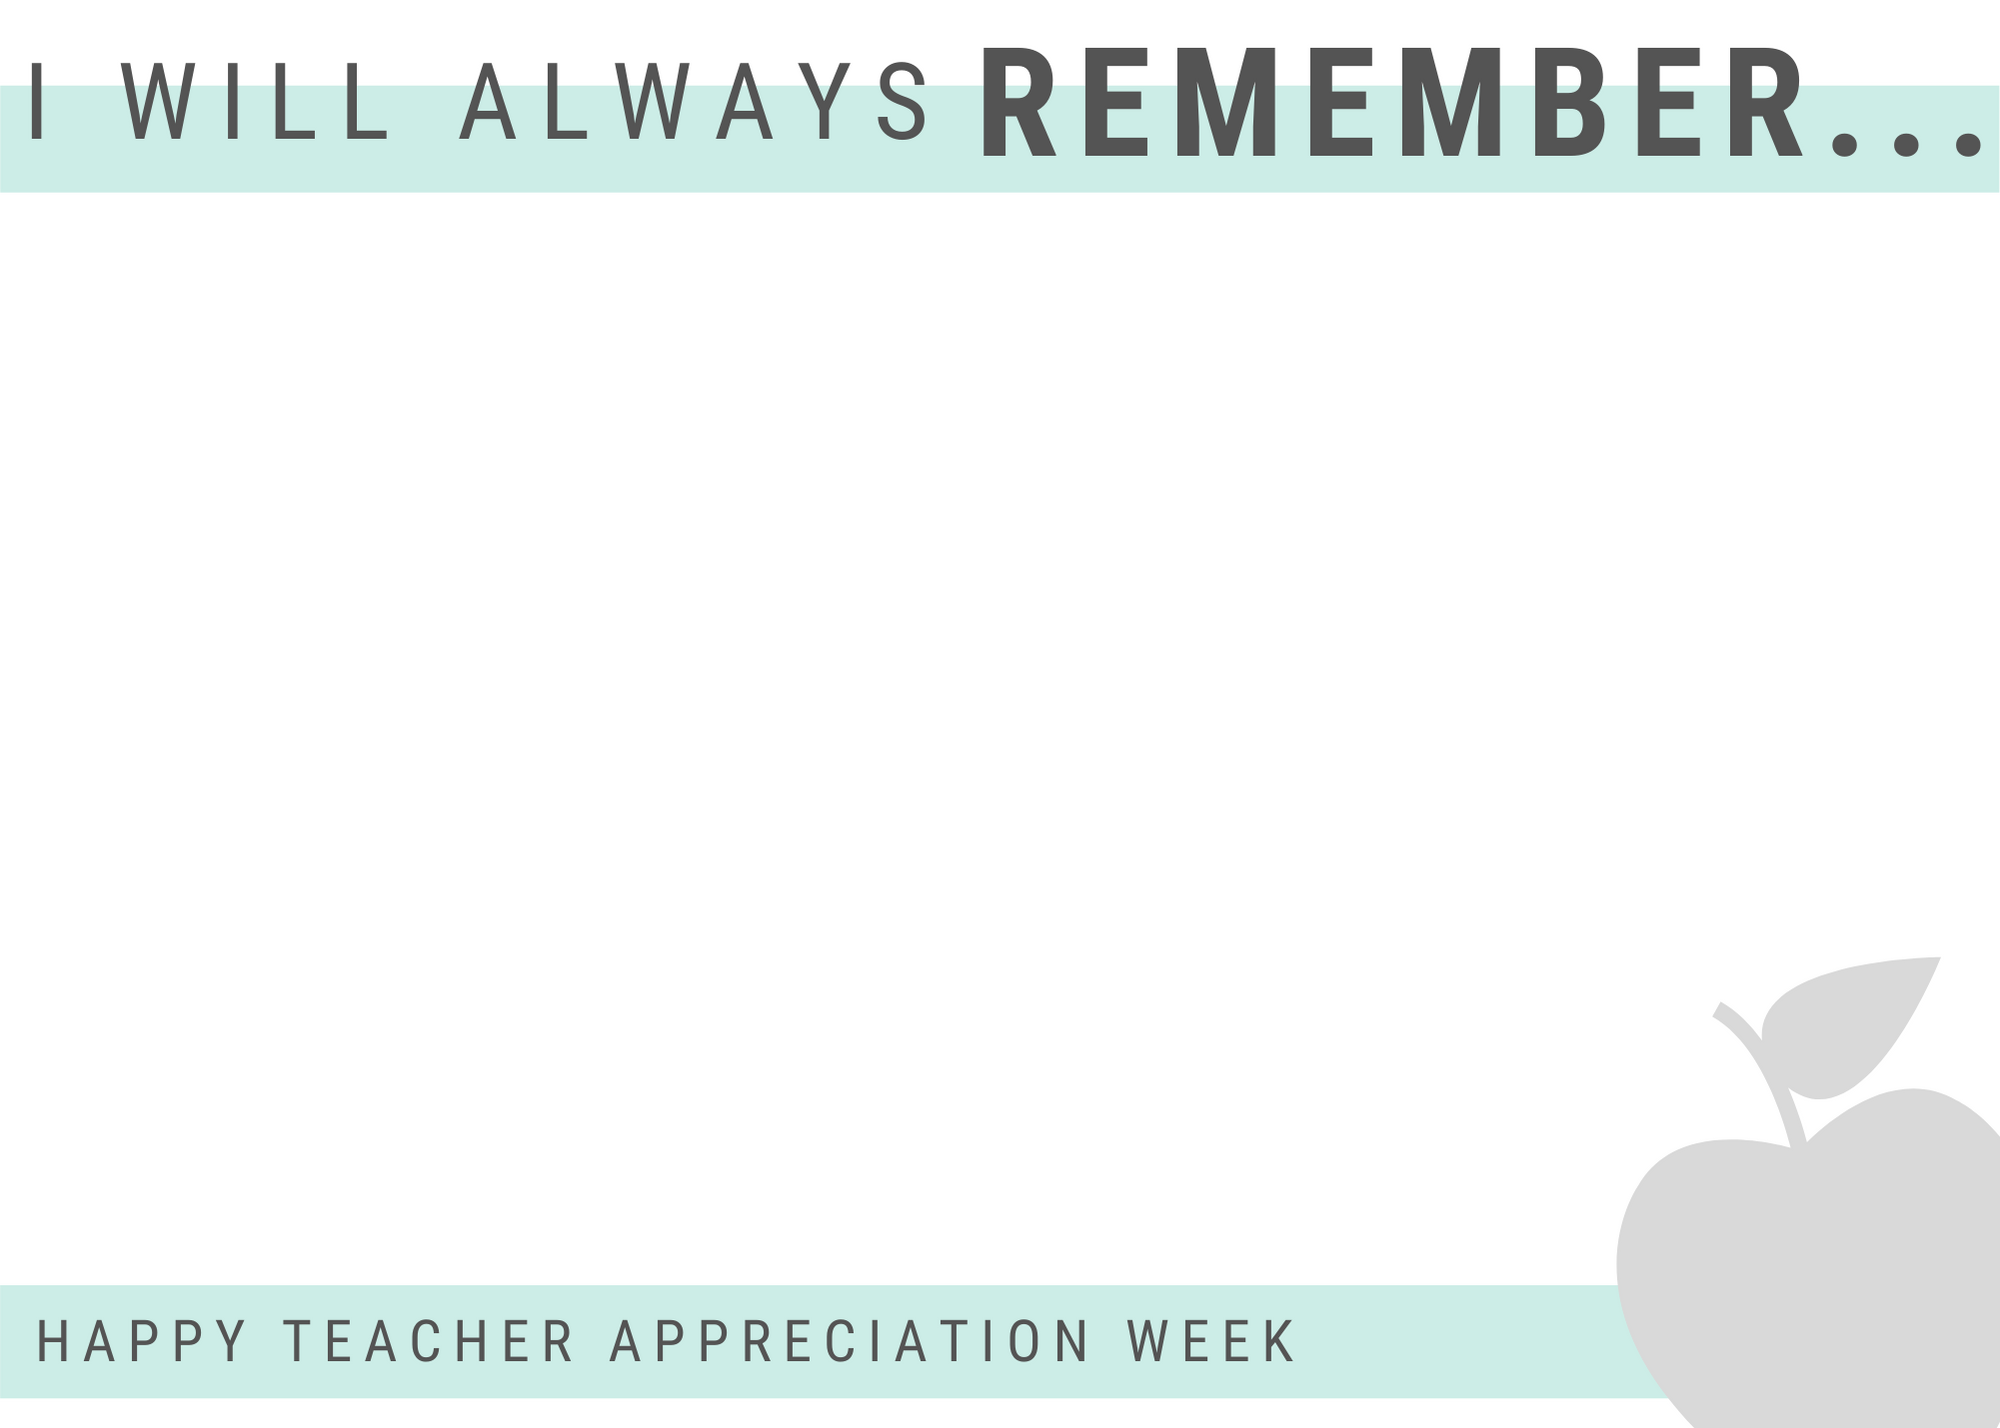 I WILL ALWAYS REMEMBER...
HAPPY TEACHER APPRECIATION WEEK